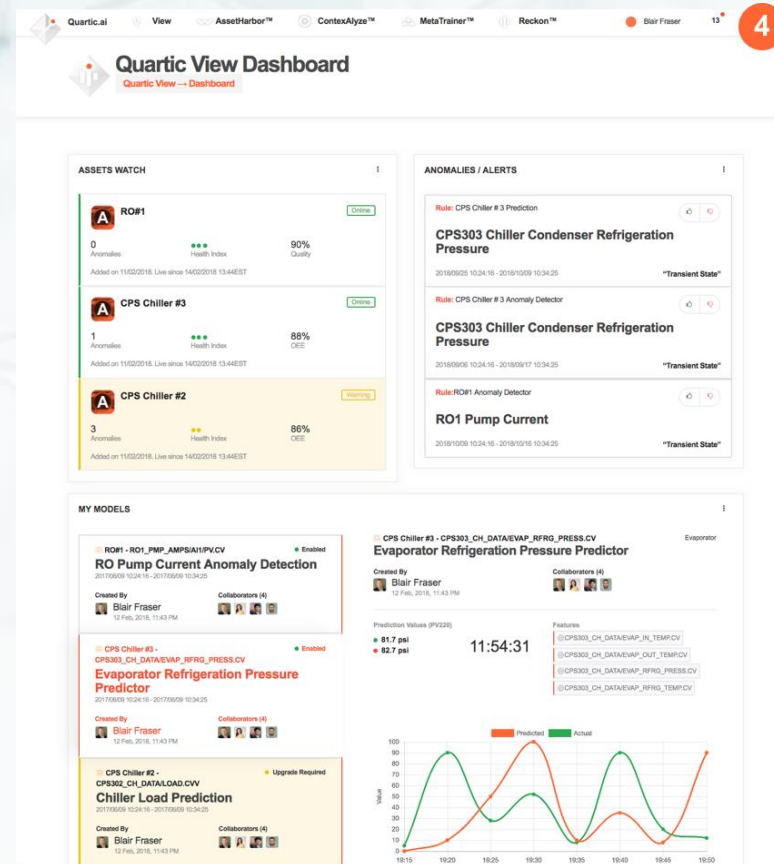 Quartic.ai View AssetHarbor™ ContexAlyze™ MetaTrainer™ Reckon™ Blair Fraser 13
4
Quartic View Dashboard
Quartic View → Dashboard
ASSETS WATCH
RO#1 Online
0 90%
Anomalies Health Index Quality
Added on 11/02/2018. Live since 14/02/2018 13:44EST
CPS Chiller #3 Online
1 88%
Anomalies Health Index OEE
Added on 11/02/2018. Live since 14/02/2018 13:44EST
CPS Chiller #2 Warning
3 86%
Anomalies Health Index OEE
Added on 11/02/2018. Live since 14/02/2018 13:44EST
ANOMALIES / ALERTS
Rule: CPS Chiller # 3 Prediction
CPS303 Chiller Condenser Refrigeration
Pressure
2018/09/25 10:24:16 - 2018/10/09 10:34:25 "Transient State"
Rule: CPS Chiller # 3 Anomaly Detector
CPS303 Chiller Condenser Refrigeration
Pressure
2018/09/06 10:24:16 - 2018/09/17 10:34:25 "Transient State"
Rule:RO#1 Anomaly Detector
RO1 Pump Current
2018/10/09 10:24:16 - 2018/10/16 10:34:25 "Transient State"
MY MODELS
RO#1 - RO1_PMP_AMPS/AI1/PV.CV Enabled
RO Pump Current Anomaly Detection
2017/06/09 10:24:16 - 2017/06/09 10:34:25
Created By Collaborators (4)
Blair Fraser
12 Feb, 2018, 11:43 PM
CPS Chiller #3 - Enabled
CPS303_CH_DATA/EVAP_RFRG_PRESS.CV
Evaporator Refrigeration Pressure
Predictor
2017/06/09 10:24:16 - 2017/06/09 10:34:25
Created By Collaborators (4)
Blair Fraser
12 Feb, 2018, 11:43 PM
CPS Chiller #2 - Upgrade Required
CPS302_CH_DATA/LOAD.CVV
Chiller Load Prediction
2017/06/09 10:24:16 - 2017/06/09 10:34:25
Created By Collaborators (4)
Blair Fraser
12 Feb, 2018, 11:43 PM
CPS Chiller #3 - CPS303_CH_DATA/EVAP_RFRG_PRESS.CV Evaporator
Evaporator Refrigeration Pressure Predictor
Created By Collaborators (4)
Blair Fraser
12 Feb, 2018, 11:43 PM
Prediction Values (PV220) Features
81.7 psi
82.7 psi
11:54:31
CPS303_CH_DATA/EVAP_IN_TEMP.CV
CPS303_CH_DATA/EVAP_OUT_TEMP.CV
CPS303_CH_DATA/EVAP_RFRG_PRESS.CV
CPS303_CH_DATA/EVAP_RFRG_TEMP.CV
Predicted Actual
Value
100
90
80
70
60
50
40
30
20
10
0
19:15 19:20 19:25 19:30 19:35 19:40 19:45 19:50